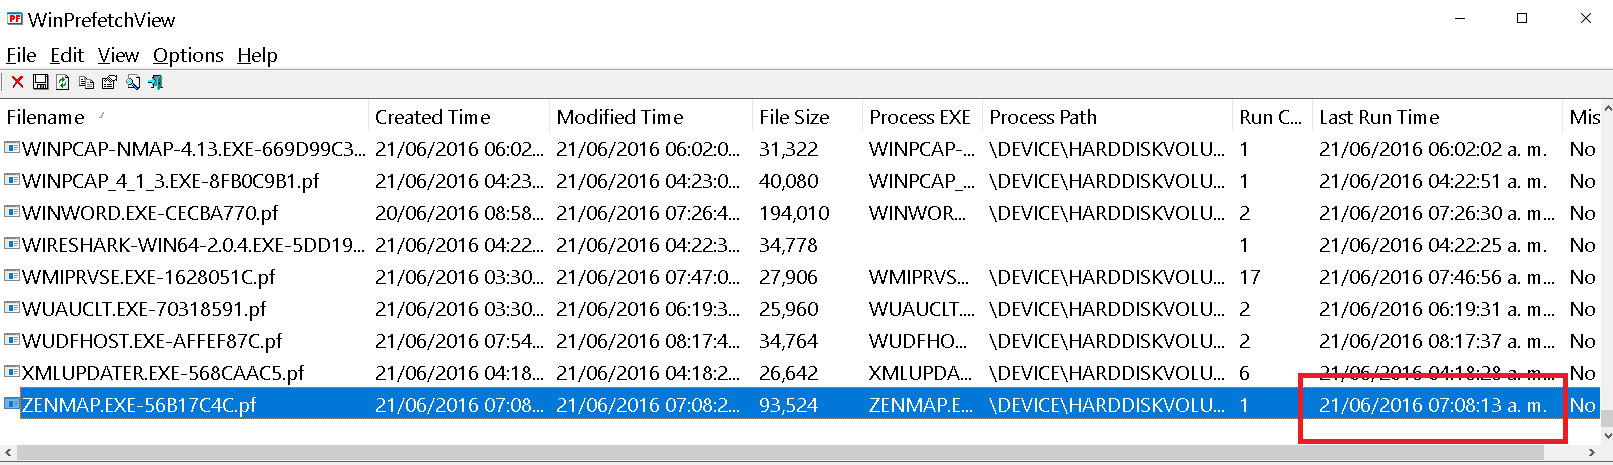 WinPrefetchView
File Edit View Options Help
Filename Created Time Modified Time File Size Process EXE Process Path Run C... Last Run Time Mis
WINPCAP-NMAP-4.13.EXE-669D99C3... 21/06/2016 06:02... 21/06/2016 06:02:0... 31,322 WINPCAP-... \DEVICE\HARDDISKVOLU... 1 21/06/2016 06:02:02 a. m. No
WINPCAP_4_1_3.EXE-8FB0C9B1.pf 21/06/2016 04:23... 21/06/2016 04:23:0... 40,080 WINPCAP_... \DEVICE\HARDDISKVOLU... 1 21/06/2016 04:22:51 a. m. No
WINWORD.EXE-CECBA770.pf 20/06/2016 08:58... 21/06/2016 07:26:4... 194,010 WINWOR... \DEVICE\HARDDISKVOLU... 2 21/06/2016 07:26:30 a. m... No
WIRESHARK-WIN64-2.0.4.EXE-5DD19... 21/06/2016 04:22... 21/06/2016 04:22:3... 34,778 1 21/06/2016 04:22:25 a. m. No
WMIPRVSE.EXE-1628051C.pf 21/06/2016 03:30... 21/06/2016 07:47:0... 27,906 WMIPRVS... \DEVICE\HARDDISKVOLU... 17 21/06/2016 07:46:56 a. m... No
WUAUCLT.EXE-70318591.pf 21/06/2016 03:30... 21/06/2016 06:19:3... 25,960 WUAUCLT.... \DEVICE\HARDDISKVOLU... 2 21/06/2016 06:19:31 a. m... No
WUDFHOST.EXE-AFFEF87C.pf 21/06/2016 07:54... 21/06/2016 08:17:4... 34,764 WUDFHO... \DEVICE\HARDDISKVOLU... 2 21/06/2016 08:17:37 a. m... No
XMLUPDATER.EXE-568CAAC5.pf 21/06/2016 04:18... 21/06/2016 04:18:2... 26,642 XMLUPDA... \DEVICE\HARDDISKVOLU... 6 21/06/2016 04:18:28 a. m... No
ZENMAP.EXE-56B17C4C.pf 21/06/2016 07:08... 21/06/2016 07:08:2... 93,524 ZENMAP.E... \DEVICE\HARDDISKVOLU... 1 21/06/2016 07:08:13 a. m. No